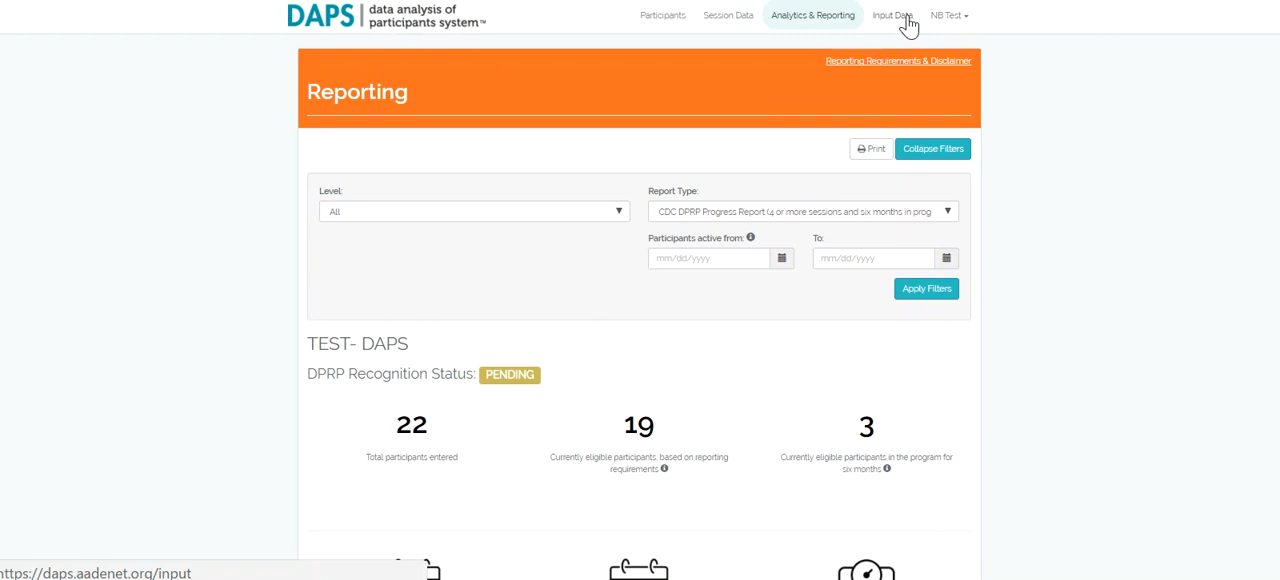 DAPS data analysis of
participants system™
Participants Session Data Analytics & Reporting Input Data NB Test
Reporting Requirements & Disclaimer
Reporting
Print Collapse Filters
Level: Report Type:
All CDC DPRP Progress Report (4 or more sessions and six months in prog
Participants active from: To:
mm/dd/yyyy mm/dd/yyyy
Apply Filters
TEST- DAPS
DPRP Recognition Status: PENDING
22 19 3
Total participants entered Currently eligible participants, based on reporting Currently eligible participants in the program for
requirements six months
https://daps.aadenet.org/input